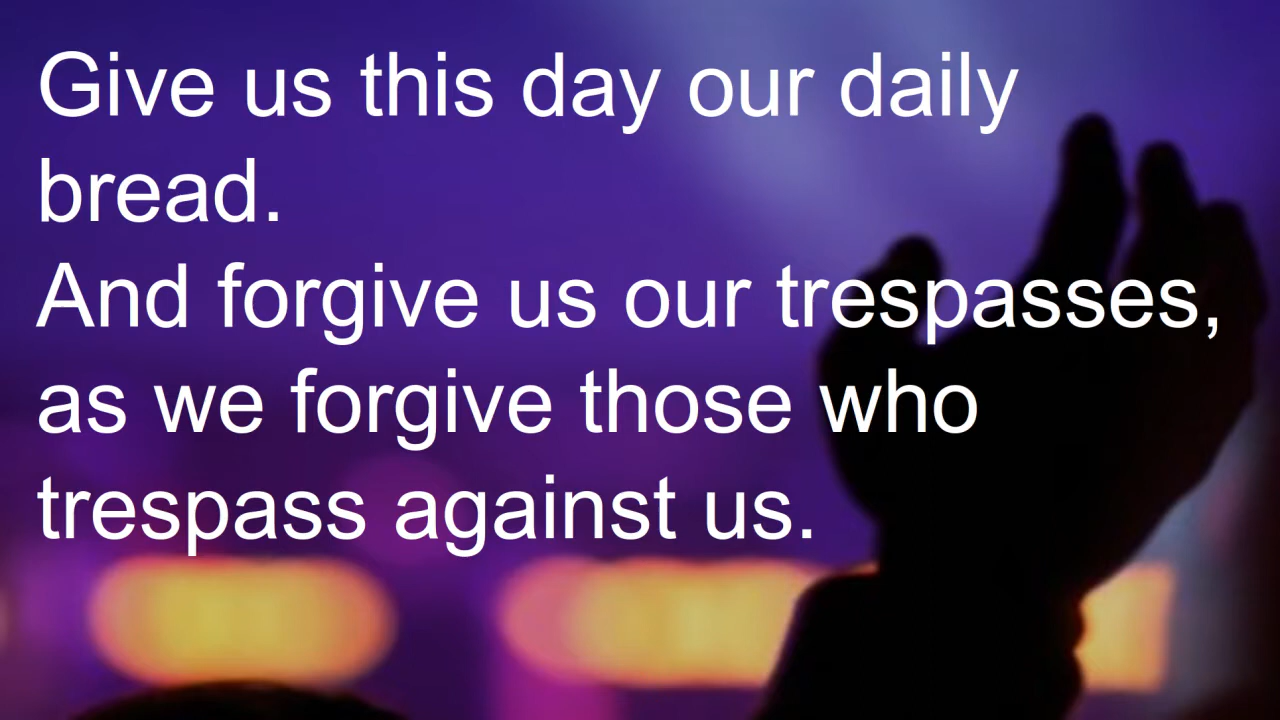 Give us this day our daily
bread.
And forgive us our trespasses,
as we forgive those who
trespass against us.